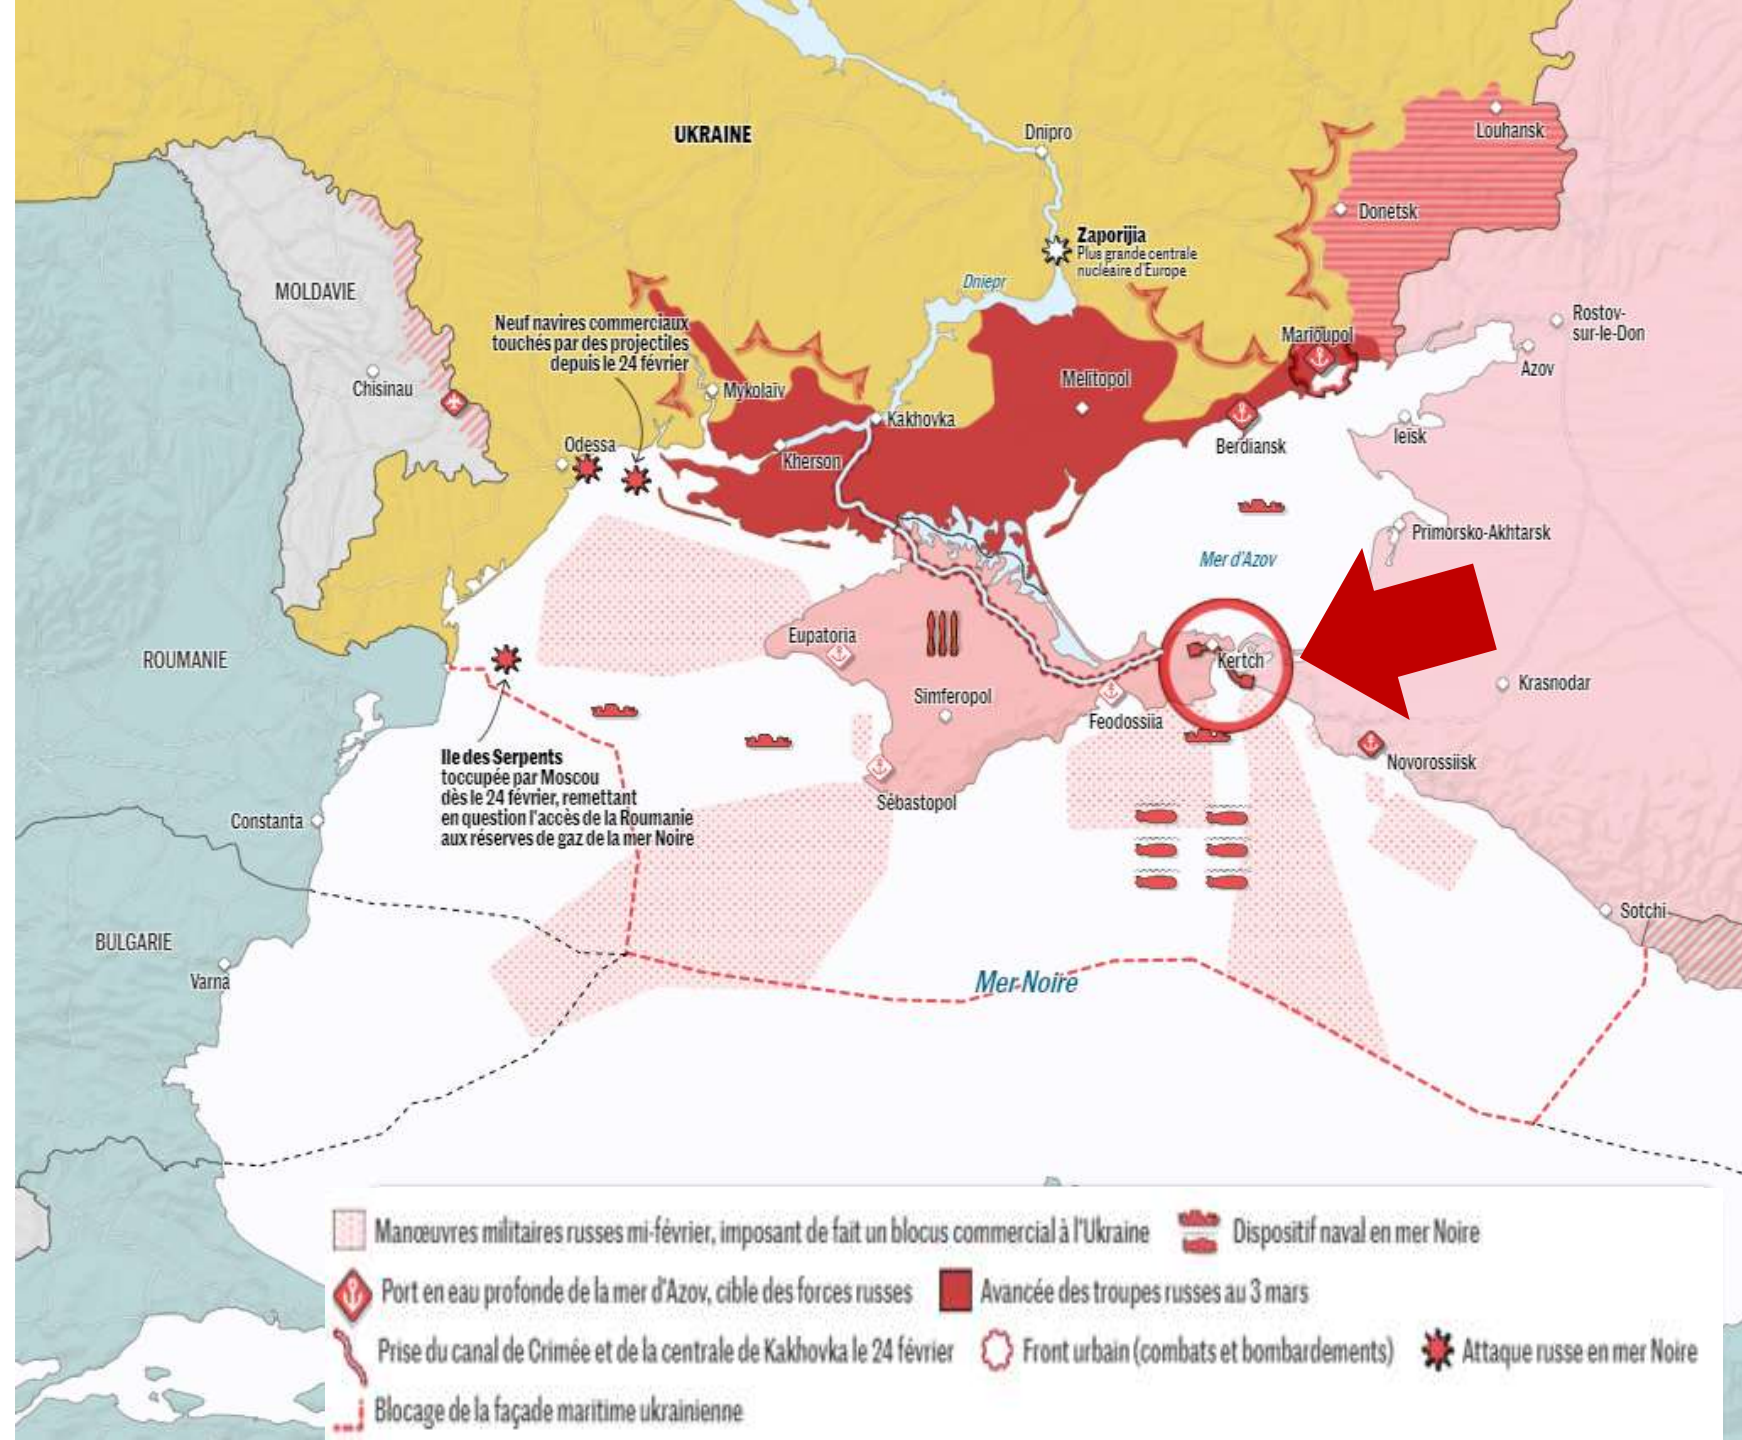 UKRAINE
Dnipro
Louhansk
Donetsk
Zaporijia
Plus grande centrale
nucléaire d'Europe
Dniepr
MOLDAVIE
Neuf navires commerciaux
touchés par des projectiles
depuis le 24 février
Marioupol
Rostov-
sur-le-Don
Azov
Chisinau
Mykolaïv
Melitopol
Kakhovka
Ieïsk
Berdiansk
Odessa
Kherson
Primorsko-Akhtarsk
Mer d'Azov
Eupatoria
ROUMANIE
Kertch
Simferopol
Krasnodar
Feodossiia
Ile des Serpents
toccupée par Moscou
dès le 24 février, remettant
en question l'accès de la Roumanie
aux réserves de gaz de la mer Noire
Novorossiisk
Sébastopol
Constanta
Sotchi
BULGARIE
Varna
Mer Noire
Manœuvres militaires russes mi-février, imposant de fait un blocus commercial à l'Ukraine
Dispositif naval en mer Noire
Port en eau profonde de la mer d'Azov, cible des forces russes
Avancée des troupes russes au 3 mars
Prise du canal de Crimée et de la centrale de Kakhovka le 24 février
Front urbain (combats et bombardements)
Attaque russe en mer Noire
Blocage de la façade maritime ukrainienne